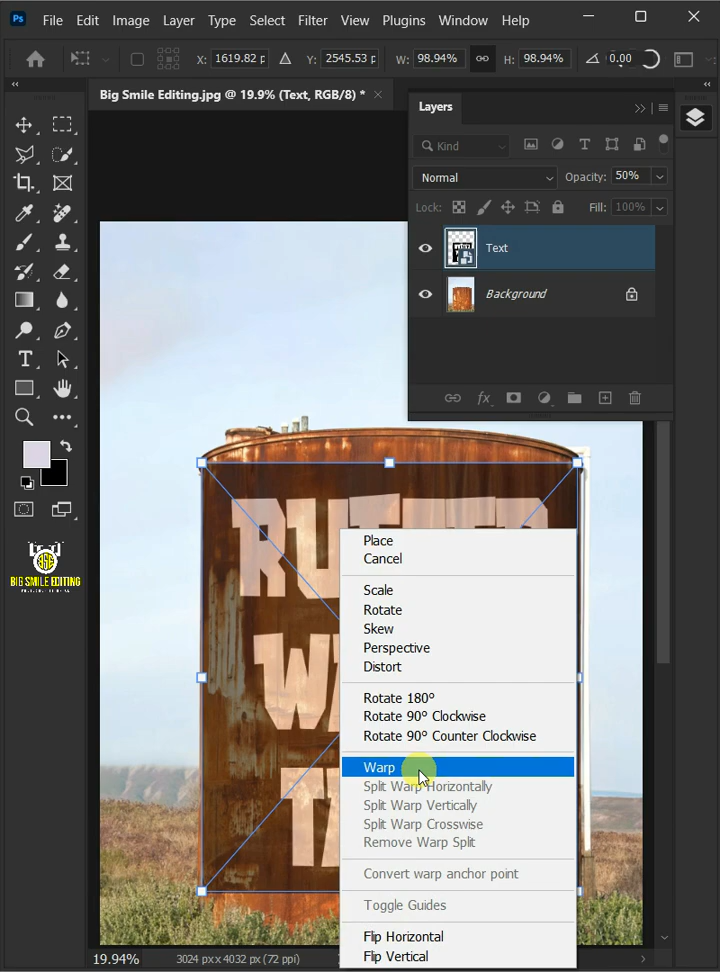 Ps File Edit Image Layer Type Select Filter View Plugins Window Help
X: 1619.82 p Y: 2545.53 p W: 98.94% H: 98.94% 0.00
Big Smile Editing.jpg @ 19.9% (Text, RGB/8) * ×
Layers
Kind
Normal Opacity: 50%
Lock: Fill: 100%
Text
Background
BIG SMILE EDITING
Place
Cancel
Scale
Rotate
Skew
Perspective
Distort
Rotate 180°
Rotate 90° Clockwise
Rotate 90° Counter Clockwise
Warp
Split Warp Horizontally
Split Warp Vertically
Split Warp Crosswise
Remove Warp Split
Convert warp anchor point
Toggle Guides
Flip Horizontal
Flip Vertical
19.94% 3024 px x 4032 px (72 ppi)